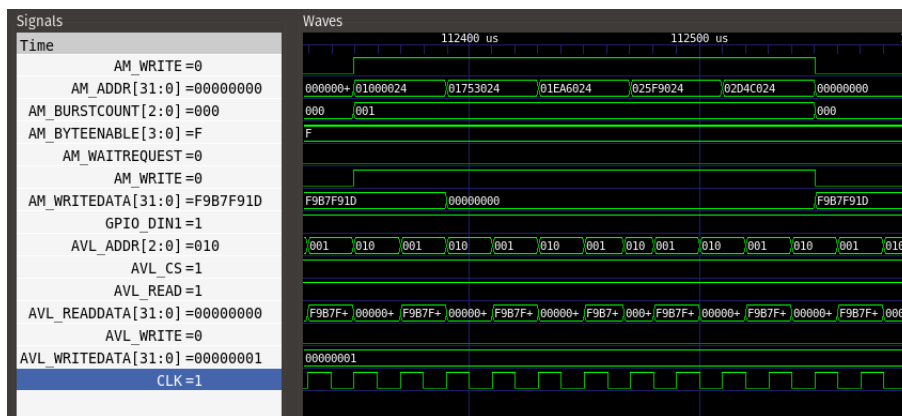 Signals Waves
Time 112400 us 112500 us
AM_WRITE =0
AM_ADDR[31:0] =00000000 000000+ 01000024 01753024 01EA6024 025F9024 02D4C024 00000000
AM_BURSTCOUNT[2:0] =000 000 001 000
AM_BYTEENABLE[3:0] =F F
AM_WAITREQUEST =0
AM_WRITE =0
AM_WRITEDATA[31:0] =F9B7F91D F9B7F91D 00000000 F9B7F91D
GPIO_DIN1 =1
AVL_ADDR[2:0] =010 001 010 001 010 001 010 001 010 001 010 001 010 001 010
AVL_CS =1
AVL_READ =1
AVL_READDATA[31:0] =00000000 F9B7F+ 00000+ F9B7F+ 00000+ F9B7F+ 00000+ F9B7+ 000+ F9B7F+ 00000+ F9B7F+ 00000+ F9B7F+ 000
AVL_WRITE =0
AVL_WRITEDATA[31:0] =00000001 00000001
CLK =1